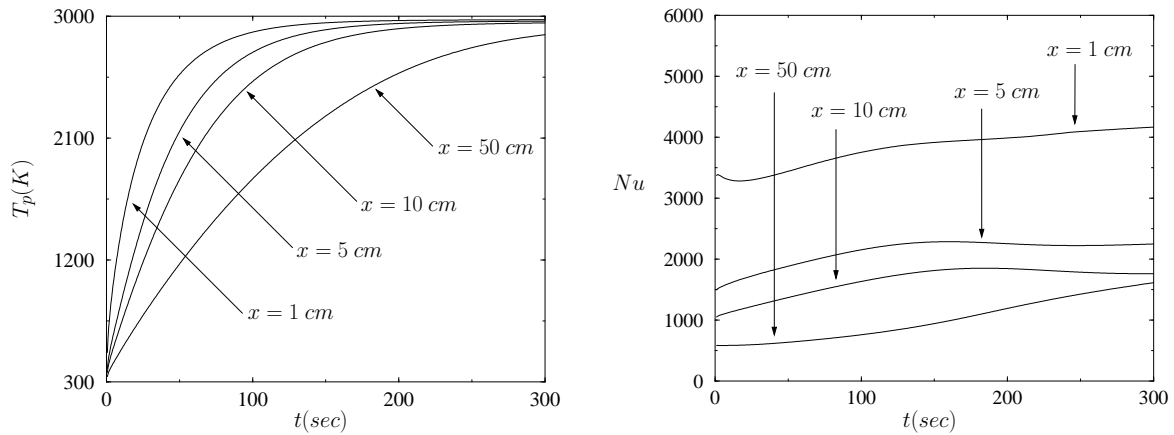 3000
2100
1200
300
T_p(K)
x = 50 cm
x = 10 cm
x = 5 cm
x = 1 cm
0
100
200
300
t(sec)
6000
5000
4000
3000
2000
1000
0
Nu
x = 1 cm
x = 50 cm
x = 5 cm
x = 10 cm
0
100
200
300
t(sec)